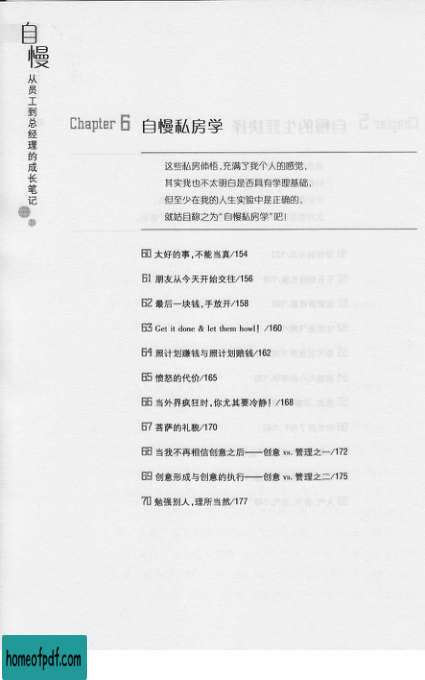 自慢
从员工到总经理的成长笔记
Chapter 6 自慢私房学
这些私房体悟,充满了我个人的感觉,
其实我也不太明白是否具有学理基础,
但至少在我的人生实验中是正确的,
就姑且称之为“自慢私房学”吧!
60 太好的事,不能当真/154
61 朋友从今天开始交往/156
62 最后一块钱,手放开/158
63 Get it done & let them howl! /160
64 照计划赚钱与照计划赔钱/162
65 愤怒的代价/165
66 当外界疯狂时,你尤其要冷静! /168
67 菩萨的礼貌/170
68 当我不再相信创意之后——创意 vs. 管理之一/172
69 创意形成与创意的执行——创意 vs. 管理之二/175
70 勉强别人,理所当然/177
homeofpdf.com